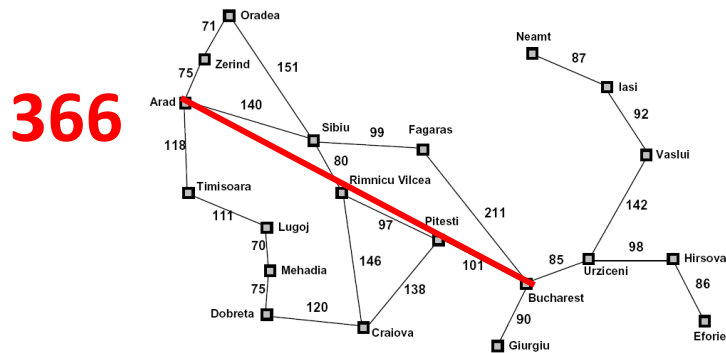 Oradea
71
Neamt
87
Zerind
151
75
Iasi
366
Arad
140
92
Sibiu
99
Fagaras
118
80
Vaslui
Timisoara
Rimnicu Vilcea
211
142
111
Lugoj
97
Pitesti
70
98
Hirsova
146
101
85
Urziceni
Mehadia
86
75
138
Bucharest
120
90
Dobreta
Eforie
Craiova
Giurgiu